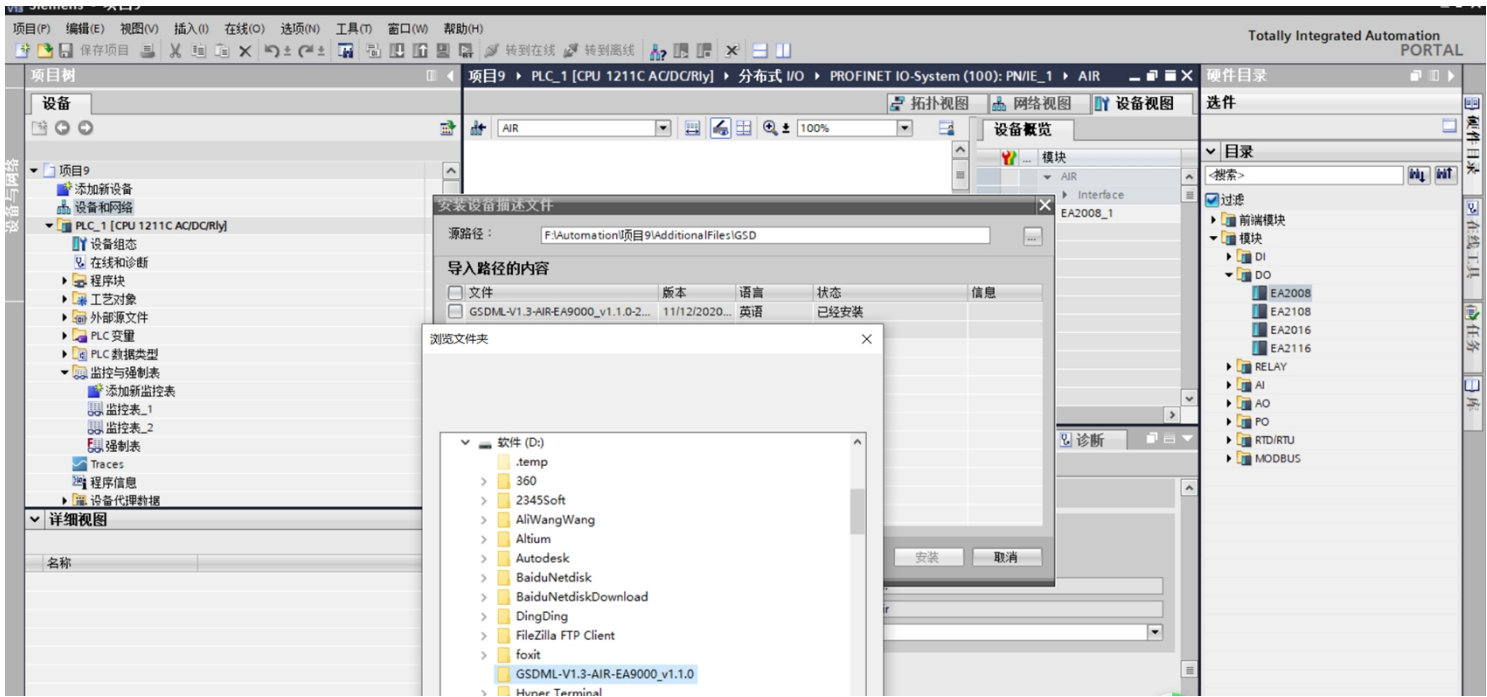 Siemens - 项目9
项目(P) 编辑(E) 视图(V) 插入(I) 在线(O) 选项(N) 工具(T) 窗口(W) 帮助(H)
Totally Integrated Automation
PORTAL
保存项目 转到在线 转到离线
项目树
设备
设备与网络
项目9
添加新设备
设备和网络
PLC_1 [CPU 1211C AC/DC/Rly]
设备组态
在线和诊断
程序块
工艺对象
外部源文件
PLC 变量
PLC 数据类型
监控与强制表
添加新监控表
监控表_1
监控表_2
强制表
Traces
程序信息
设备代理数据
详细视图
名称
项目9 PLC_1 [CPU 1211C AC/DC/Rly] 分布式 I/O PROFINET IO-System (100): PN/IE_1 AIR
拓扑视图 网络视图 设备视图
AIR 100%
设备概览
... 模块
AIR
Interface
EA2008_1
诊断
安装设备描述文件
源路径: F:\Automation\项目9\AdditionalFiles\GSD ...
导入路径的内容
文件 版本 语言 状态 信息
GSDML-V1.3-AIR-EA9000_v1.1.0-2... 11/12/2020... 英语 已经安装
安装 取消
浏览文件夹
软件 (D:)
.temp
360
2345Soft
AliWangWang
Altium
Autodesk
BaiduNetdisk
BaiduNetdiskDownload
DingDing
FileZilla FTP Client
foxit
GSDML-V1.3-AIR-EA9000_v1.1.0
Hyper Terminal
硬件目录
选件
目录
<搜索>
过滤
前端模块
模块
DI
DO
EA2008
EA2108
EA2016
EA2116
RELAY
AI
AO
PO
RTD/RTU
MODBUS
硬件目录
在线工具
任务
库